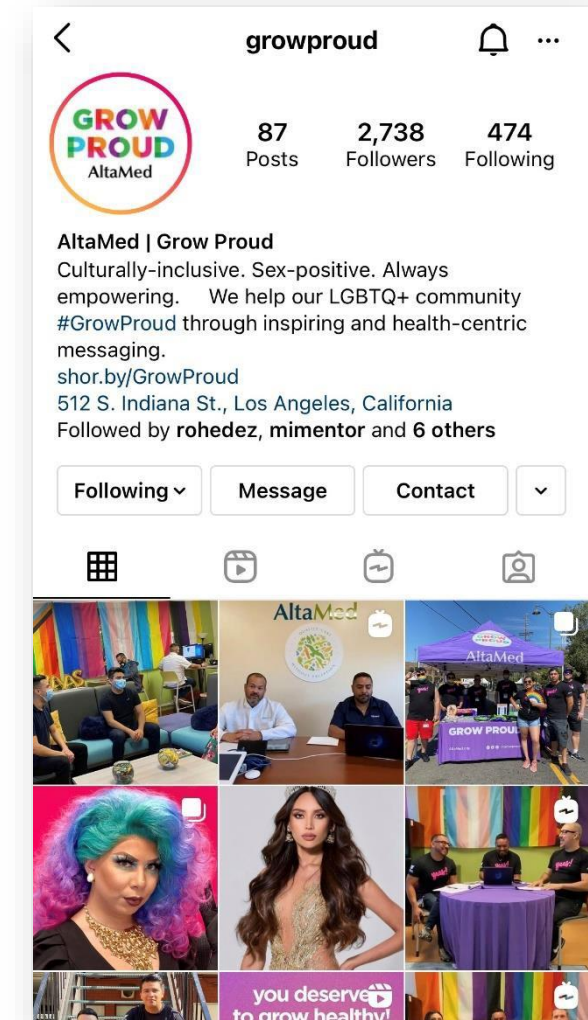 growproud
GROW
PROUD
AltaMed
87
2,738
474
Posts
Followers
Following
AltaMed | Grow Proud
Culturally-inclusive. Sex-positive. Always
empowering. We help our LGBTQ+ community
#GrowProud through inspiring and health-centric
messaging.
shor.by/GrowProud
512 S. Indiana St., Los Angeles, California
Followed by rohedez, mimentor and 6 others
Following
Message
Contact
AltaMed
GROW
PROUD
AltaMed
GROW PROUD
yaas!
you deserve
to grow healthy!